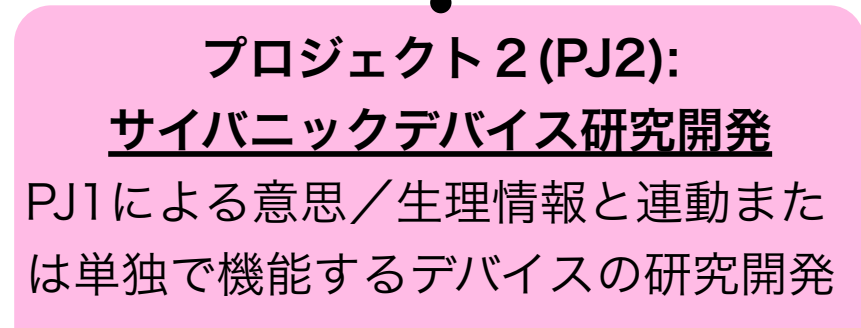 プロジェクト２(PJ2):
サイバニックデバイス研究開発
PJ1による意思／生理情報と連動また
は単独で機能するデバイスの研究開発